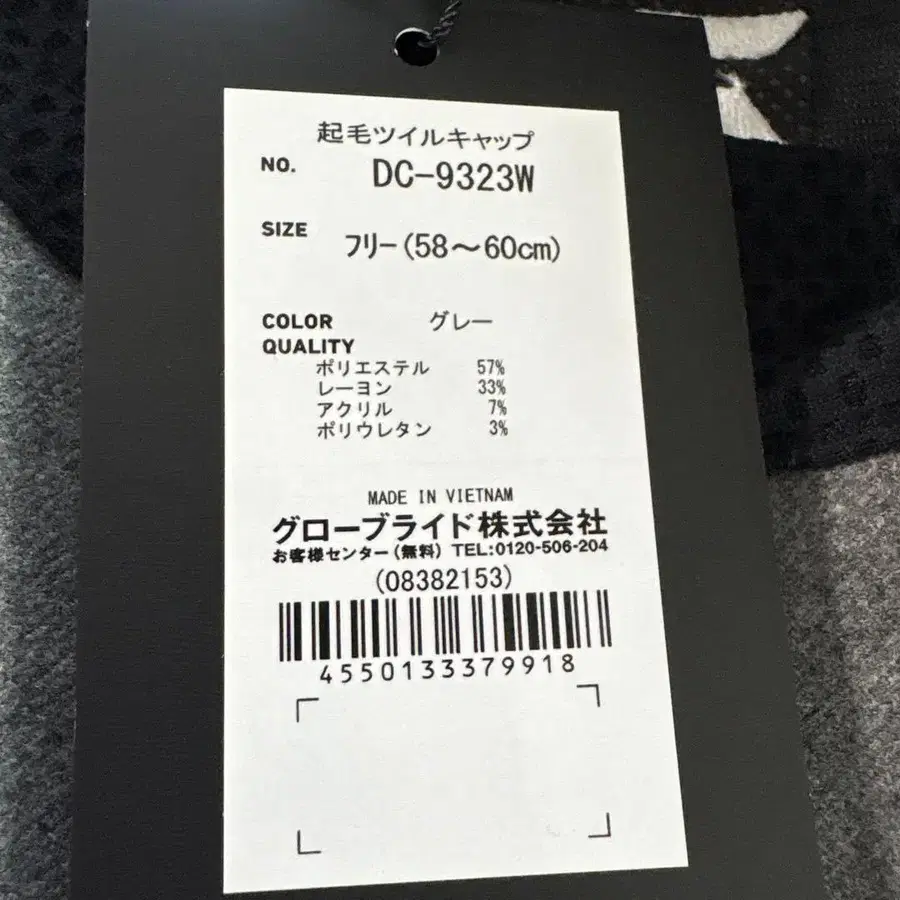 起毛ツイルキャップ
NO. DC-9323W
SIZE フリー(58～60cm)
COLOR グレー
QUALITY
ポリエステル 57%
レーヨン 33%
アクリル 7%
ポリウレタン 3%
MADE IN VIETNAM
グローブライド株式会社
お客様センター(無料) TEL:0120-506-204
(08382153)
4550133379918